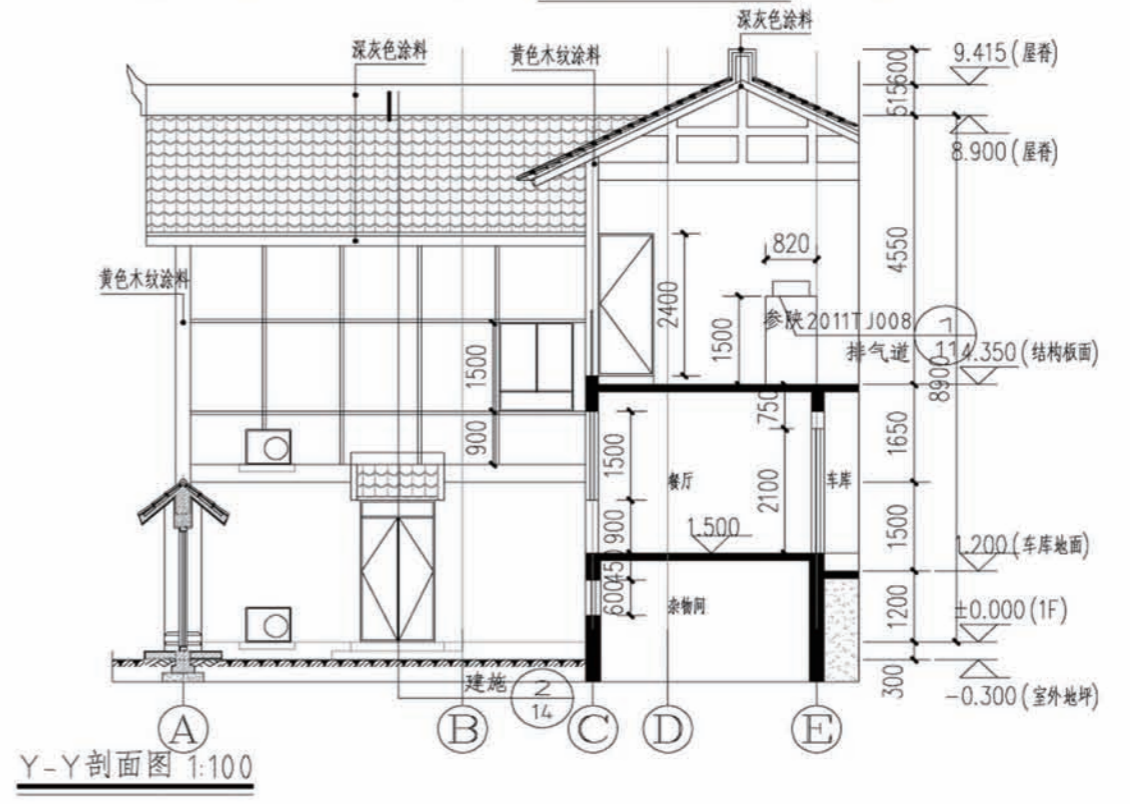 深灰色涂料
深灰色涂料
黄色木纹涂料
9.415(屋脊)
600
515
8.900(屋脊)
4550
820
2400
1500
黄色木纹涂料
参陕2011TJ008
排气道
7
11
4.350(结构板面)
8900
1500
900
750
1650
1500
餐厅
2100
车库
900
1.500
1500
1.200(车库地面)
450
600
杂物间
1200
±0.000(1F)
300
-0.300(室外地坪)
建施
2
14
A
B
C
D
E
Y-Y剖面图 1:100